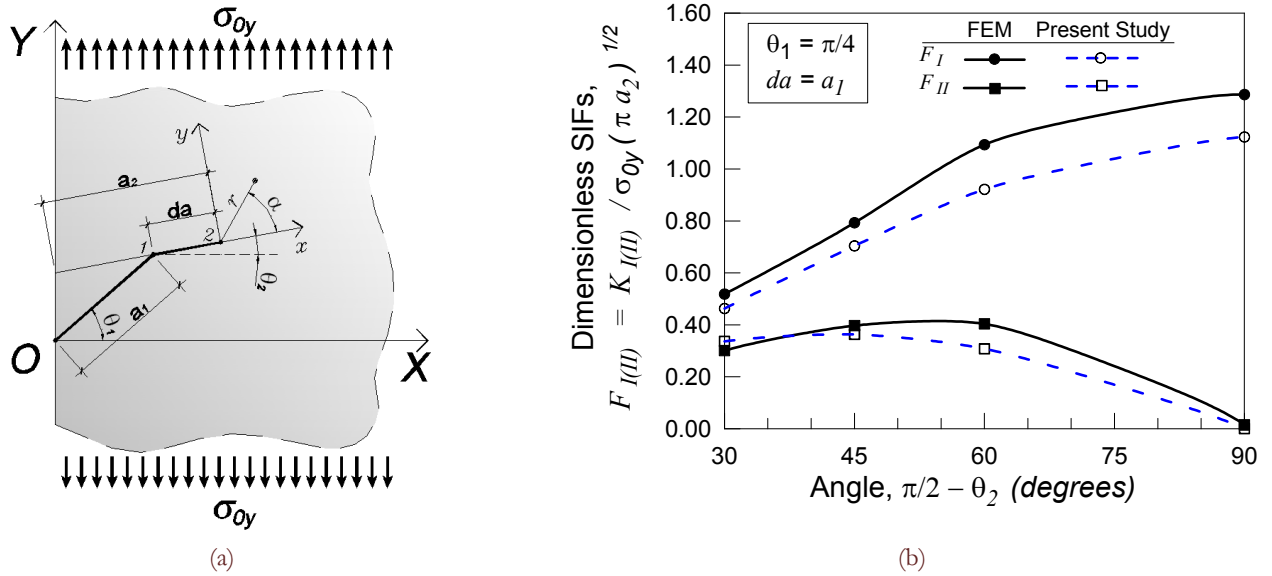 σ0y
Y
y
a2
da
r
α
1
2
x
θ2
θ1
a1
O
X
σ0y
(a)
1.60
1.40
1.20
1.00
0.80
0.60
0.40
0.20
0.00
30
45
60
75
90
Dimensionless SIFs,
F I(II) = K I(II) / σ0y (π a2) 1/2
θ1 = π/4
da = a1
FEM Present Study
FI
FII
Angle, π/2 − θ2 (degrees)
(b)